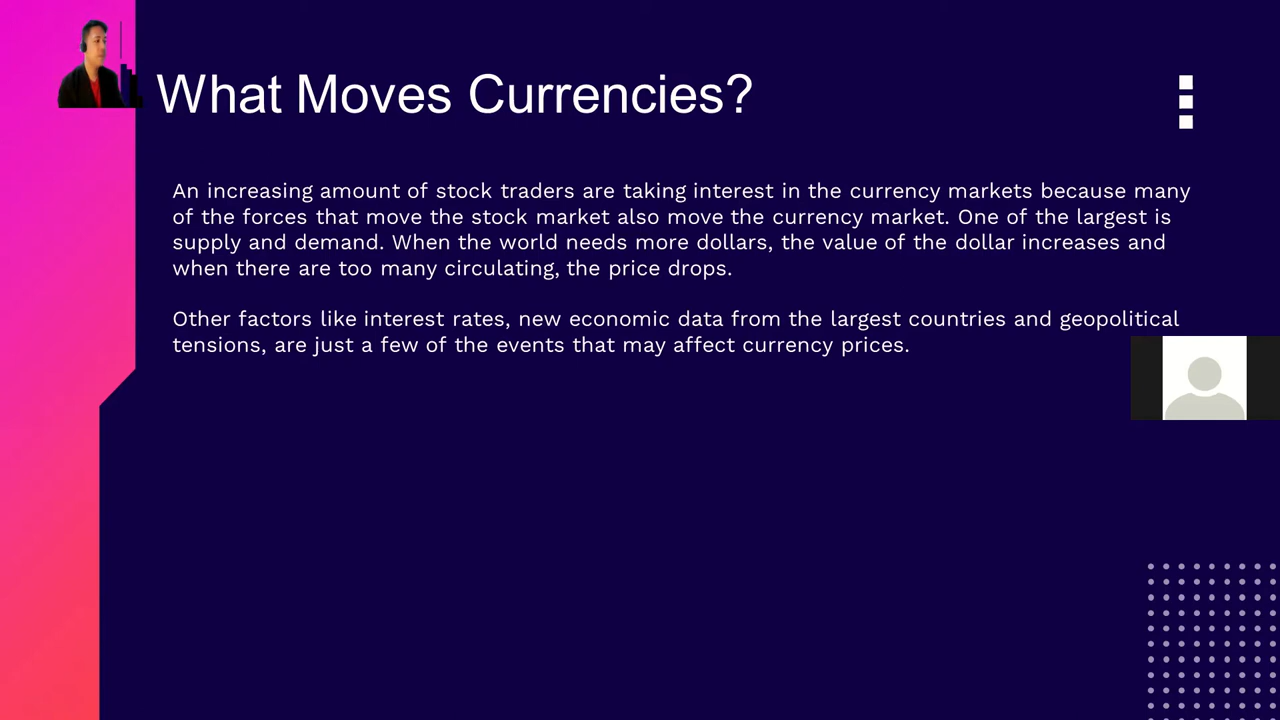 What Moves Currencies?
An increasing amount of stock traders are taking interest in the currency markets because many
of the forces that move the stock market also move the currency market. One of the largest is
supply and demand. When the world needs more dollars, the value of the dollar increases and
when there are too many circulating, the price drops.
Other factors like interest rates, new economic data from the largest countries and geopolitical
tensions, are just a few of the events that may affect currency prices.